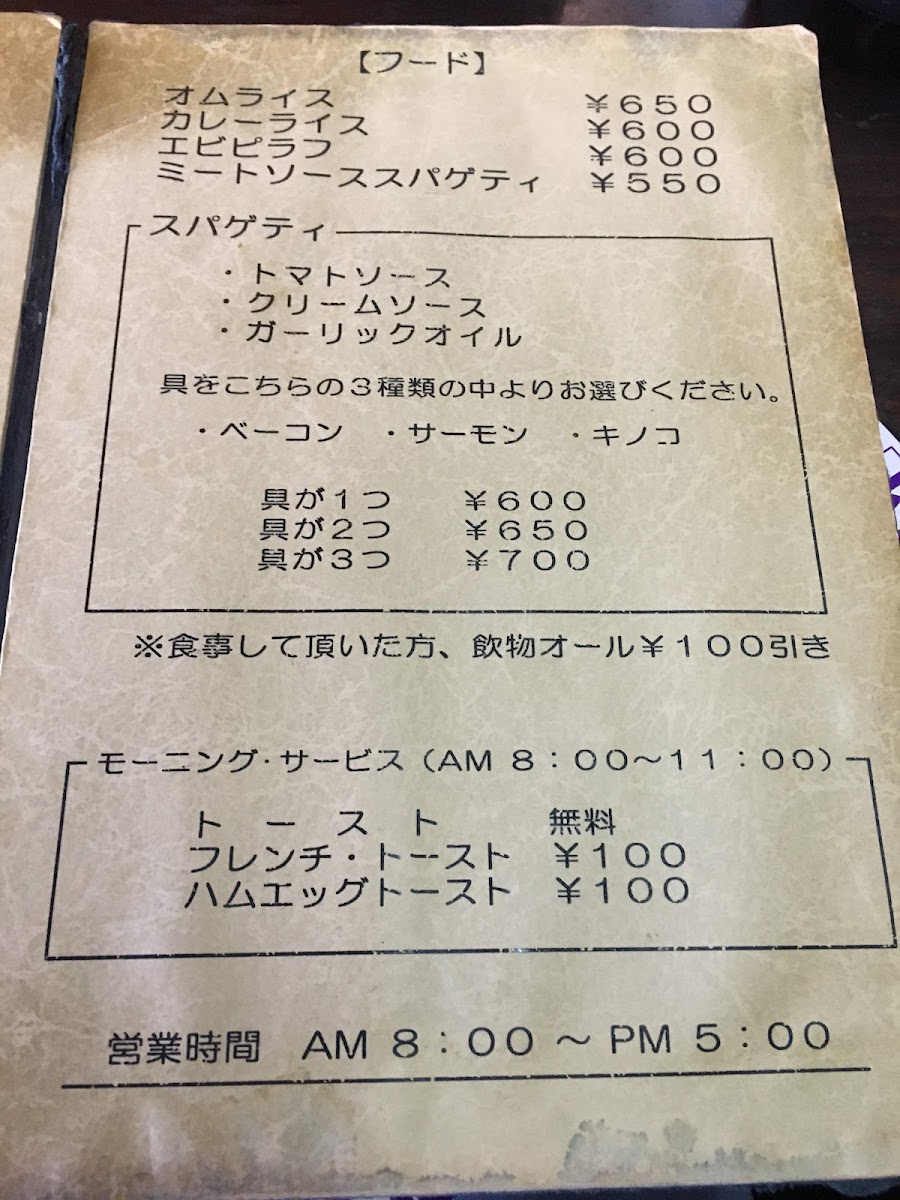 【フード】
オムライス ￥６５０
カレーライス ￥６００
エビピラフ ￥６００
ミートソーススパゲティ ￥５５０
スパゲティ
・トマトソース
・クリームソース
・ガーリックオイル
具をこちらの３種類の中よりお選びください。
・ベーコン ・サーモン ・キノコ
具が１つ ￥６００
具が２つ ￥６５０
具が３つ ￥７００
※食事して頂いた方、飲物オール￥１００引き
モーニング・サービス（AM ８：００～１１：００）
ト ー ス ト 無料
フレンチ・トースト ￥１００
ハムエッグトースト ￥１００
営業時間 AM ８：００ ～ PM ５：００